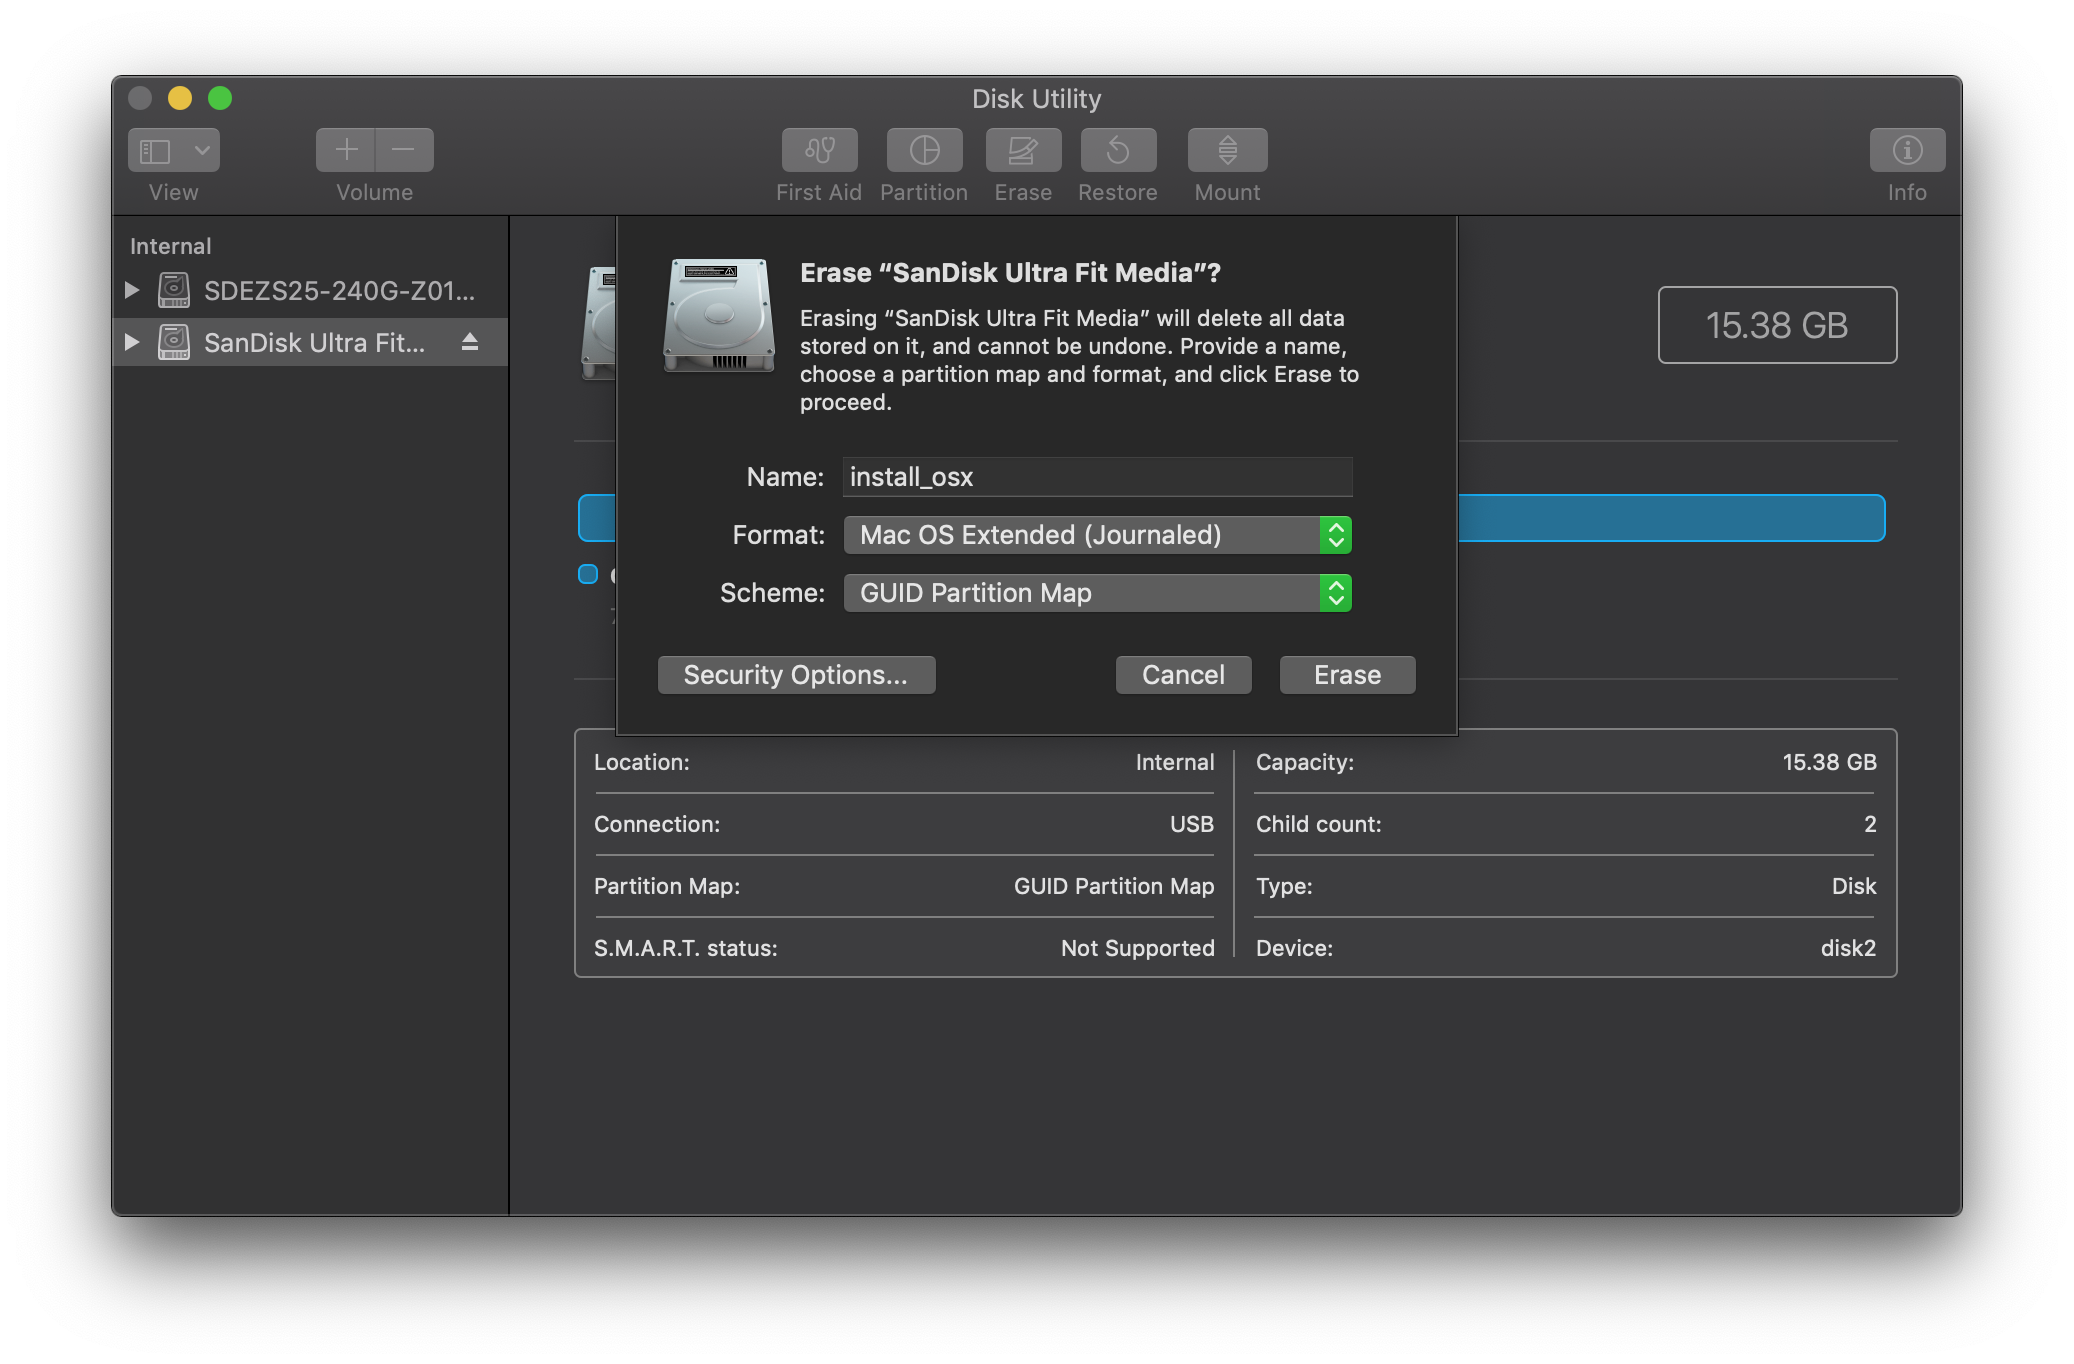 Disk Utility
View
Volume
First Aid
Partition
Erase
Restore
Mount
Info
Internal
SDEZS25-240G-Z01...
SanDisk Ultra Fit...
Erase “SanDisk Ultra Fit Media”?
Erasing “SanDisk Ultra Fit Media” will delete all data
stored on it, and cannot be undone. Provide a name,
choose a partition map and format, and click Erase to
proceed.
15.38 GB
Name: install_osx
Format: Mac OS Extended (Journaled)
Scheme: GUID Partition Map
Security Options...
Cancel
Erase
Location: Internal
Capacity: 15.38 GB
Connection: USB
Child count: 2
Partition Map: GUID Partition Map
Type: Disk
S.M.A.R.T. status: Not Supported
Device: disk2